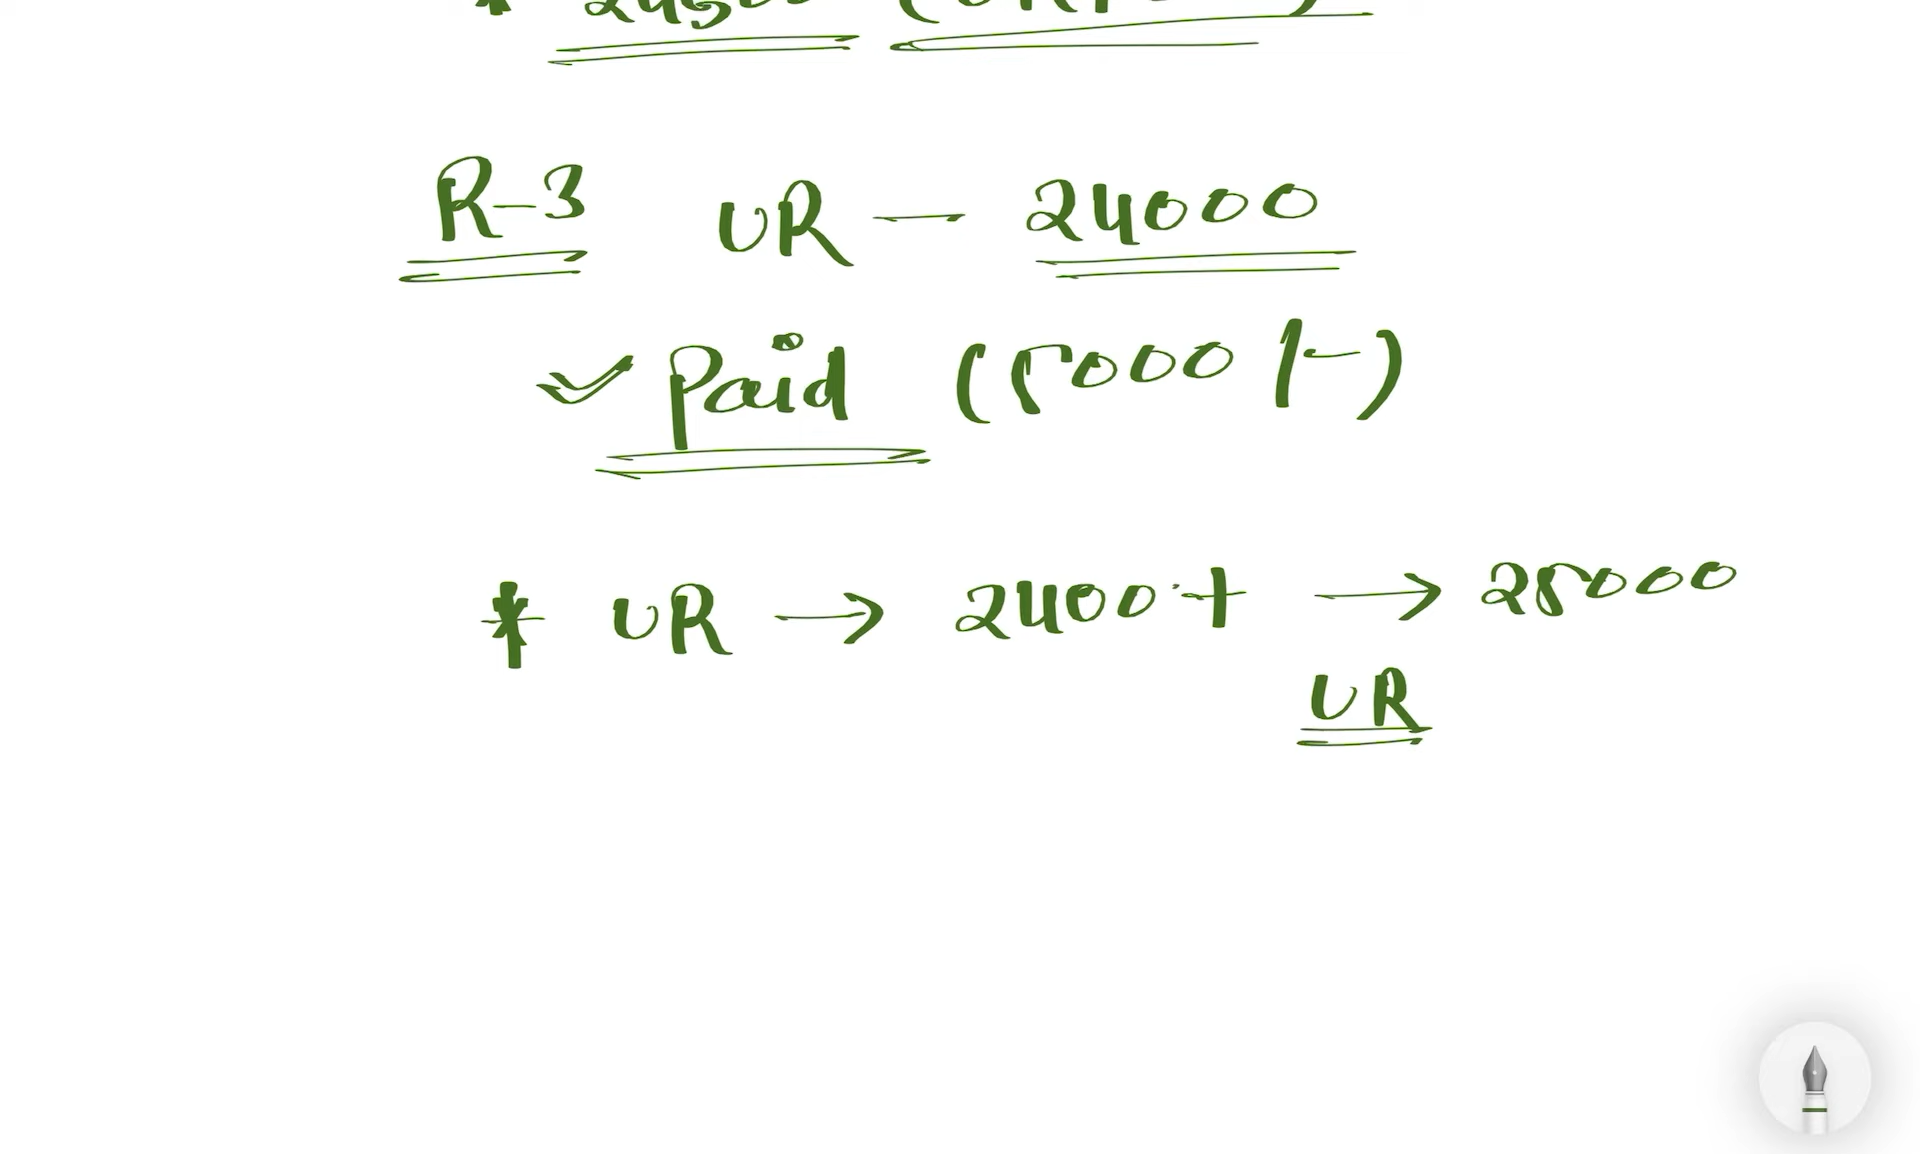 R-3 UR — 24000
✓ Paid (5000/-)
* UR → 2400+ → 25000
UR